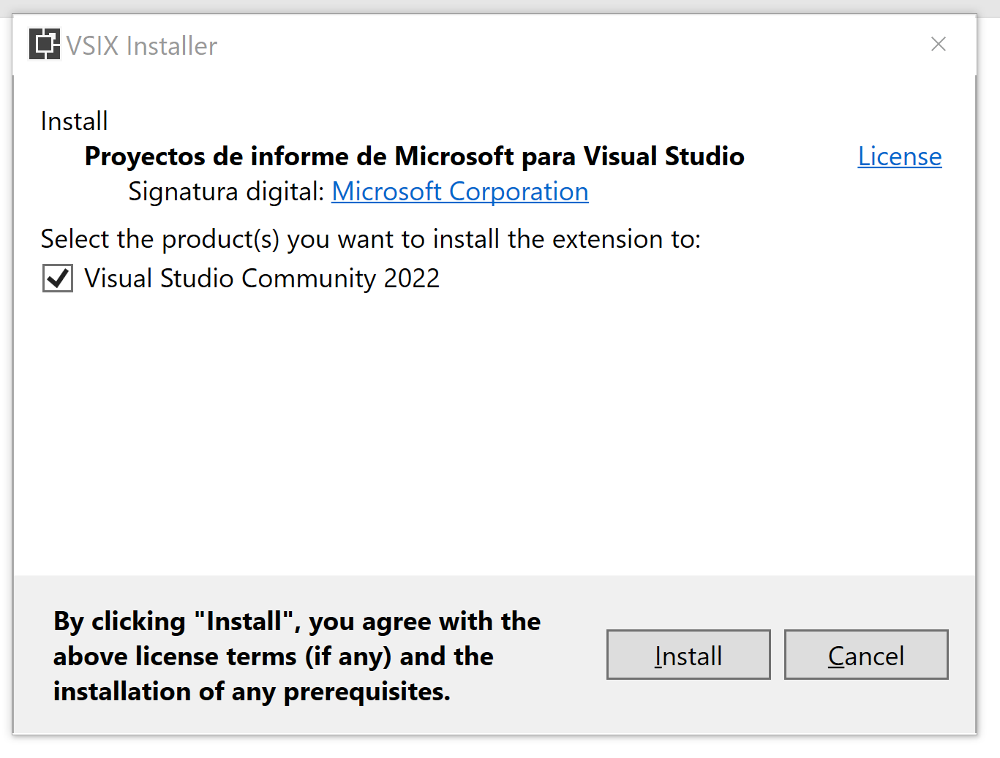 VSIX Installer
Install
Proyectos de informe de Microsoft para Visual Studio License
Signatura digital: Microsoft Corporation
Select the product(s) you want to install the extension to:
Visual Studio Community 2022
By clicking "Install", you agree with the
above license terms (if any) and the
installation of any prerequisites.
Install Cancel